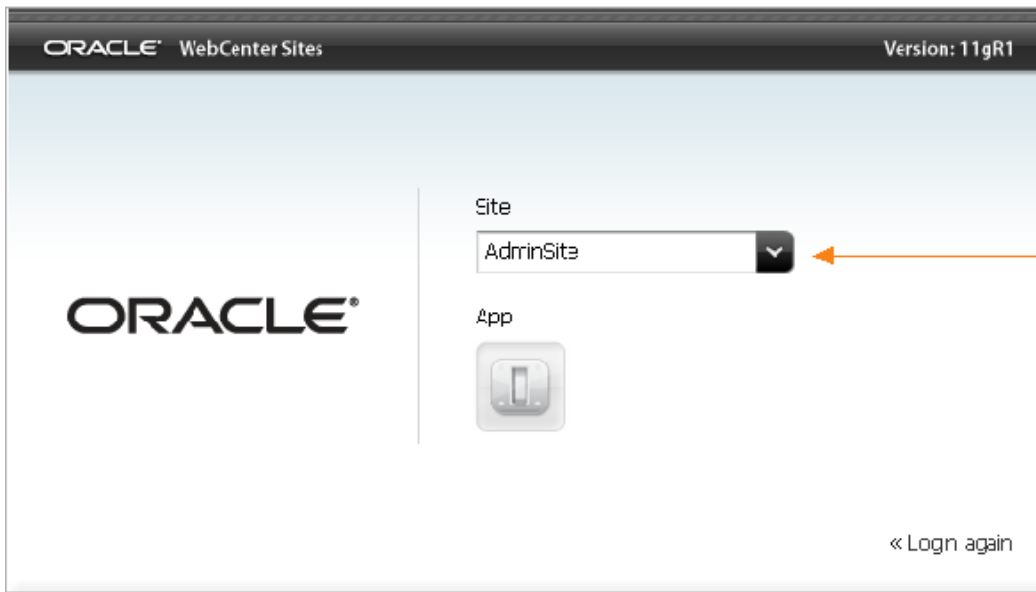 ORACLE® WebCenter Sites Version: 11gR1
Site
AdminSite
ORACLE®
App
« Login again